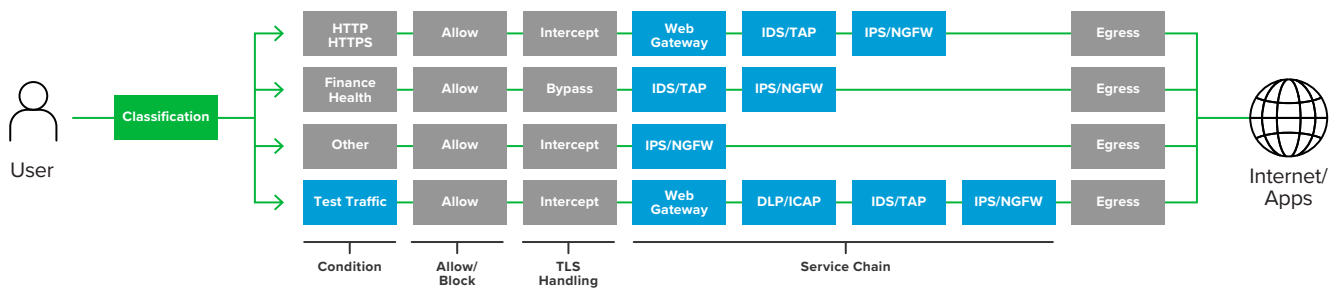 HTTP
HTTPS
Allow
Intercept
Web
Gateway
IDS/TAP
IPS/NGFW
Egress
Finance
Health
Allow
Bypass
IDS/TAP
IPS/NGFW
Egress
Classification
User
Other
Allow
Intercept
IPS/NGFW
Egress
Internet/
Apps
Test Traffic
Allow
Intercept
Web
Gateway
DLP/ICAP
IDS/TAP
IPS/NGFW
Egress
Condition
Allow/
Block
TLS
Handling
Service Chain